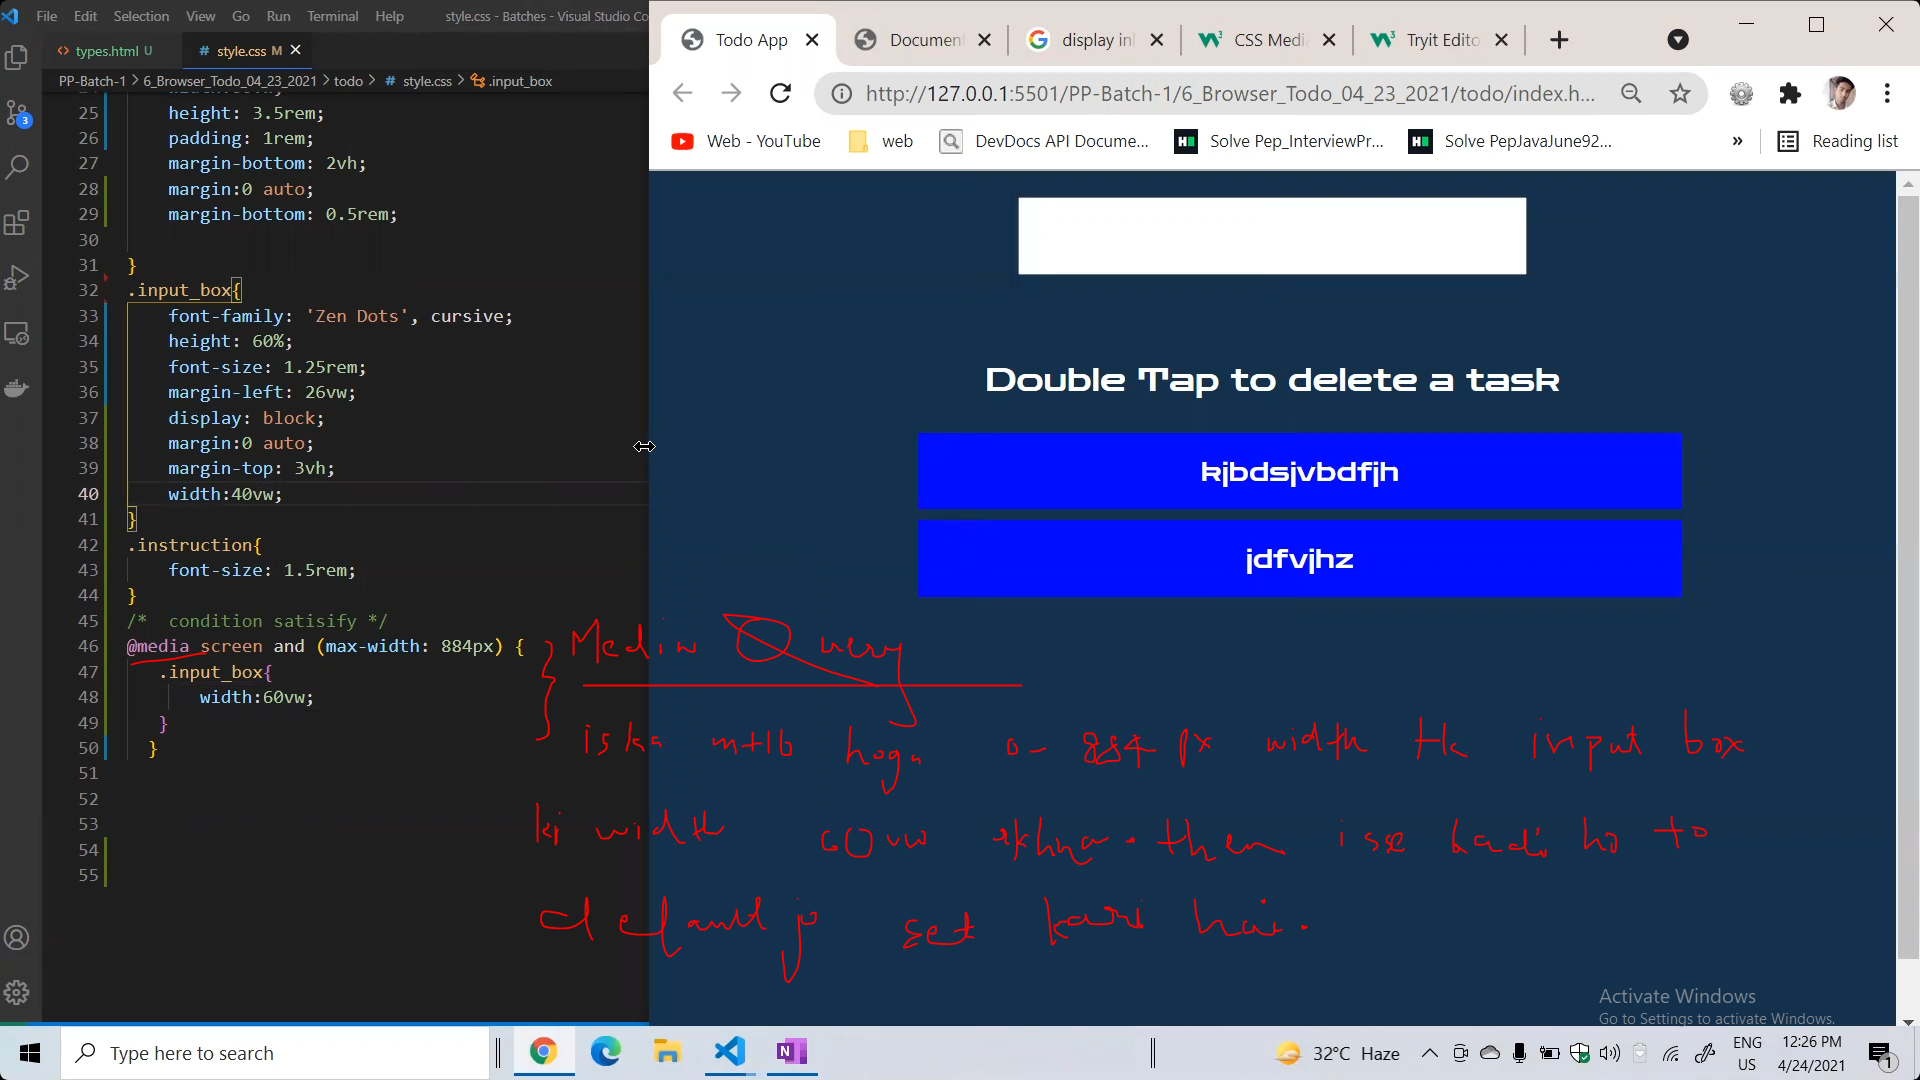 File Edit Selection View Go Run Terminal Help style.css - Batches - Visual Studio Co
types.html U # style.css M
PP-Batch-1 > 6_Browser_Todo_04_23_2021 > todo > # style.css > .input_box
25 height: 3.5rem;
26 padding: 1rem;
27 margin-bottom: 2vh;
28 margin:0 auto;
29 margin-bottom: 0.5rem;
30
31 }
32 .input_box{
33 font-family: 'Zen Dots', cursive;
34 height: 60%;
35 font-size: 1.25rem;
36 margin-left: 26vw;
37 display: block;
38 margin:0 auto;
39 margin-top: 3vh;
40 width:40vw;
41 }
42 .instruction{
43 font-size: 1.5rem;
44 }
45 /* condition satisify */
46 @media screen and (max-width: 884px) {
47 .input_box{
48 width:60vw;
49 }
50 }
51
52
53
54
55
3
Todo App Documen display inl CSS Medi Tryit Edito
http://127.0.0.1:5501/PP-Batch-1/6_Browser_Todo_04_23_2021/todo/index.h...
Web - YouTube web DevDocs API Docume... Solve Pep_InterviewPr... Solve PepJavaJune92... » Reading list
Double Tap to delete a task
kjbdsjvbdfjh
jdfvjhz
Media Query
iska mtlb hoga 0- 884 px width tk input box
ki width 60vw rkhna. then isse badi ho to
default jo set kari hai.
Activate Windows
Go to Settings to activate Windows.
Type here to search
32°C Haze ENG US 12:26 PM 4/24/2021 1